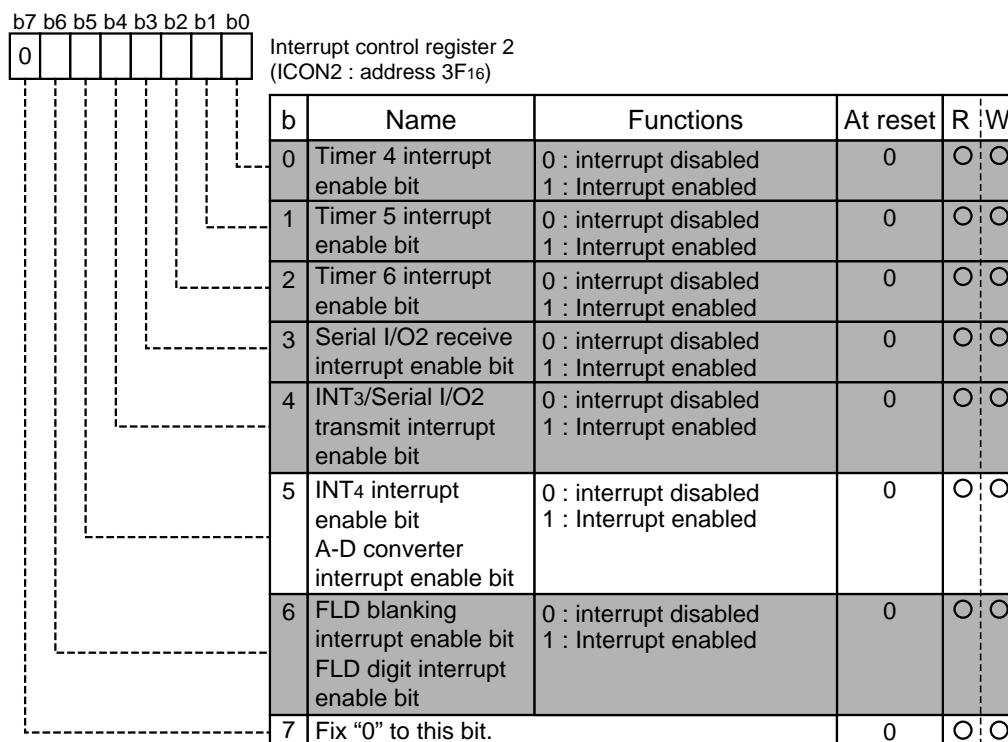 b7 b6 b5 b4 b3 b2 b1 b0
0
Interrupt control register 2
(ICON2 : address 3F16)
b Name Functions At reset R W
0 Timer 4 interrupt enable bit
0 : interrupt disabled
1 : Interrupt enabled
0
1 Timer 5 interrupt enable bit
0 : interrupt disabled
1 : Interrupt enabled
0
2 Timer 6 interrupt enable bit
0 : interrupt disabled
1 : Interrupt enabled
0
3 Serial I/O2 receive interrupt enable bit
0 : interrupt disabled
1 : Interrupt enabled
0
4 INT3/Serial I/O2 transmit interrupt enable bit
0 : interrupt disabled
1 : Interrupt enabled
0
5 INT4 interrupt enable bit
A-D converter interrupt enable bit
0 : interrupt disabled
1 : Interrupt enabled
0
6 FLD blanking interrupt enable bit
FLD digit interrupt enable bit
0 : interrupt disabled
1 : Interrupt enabled
0
7 Fix “0” to this bit.
0